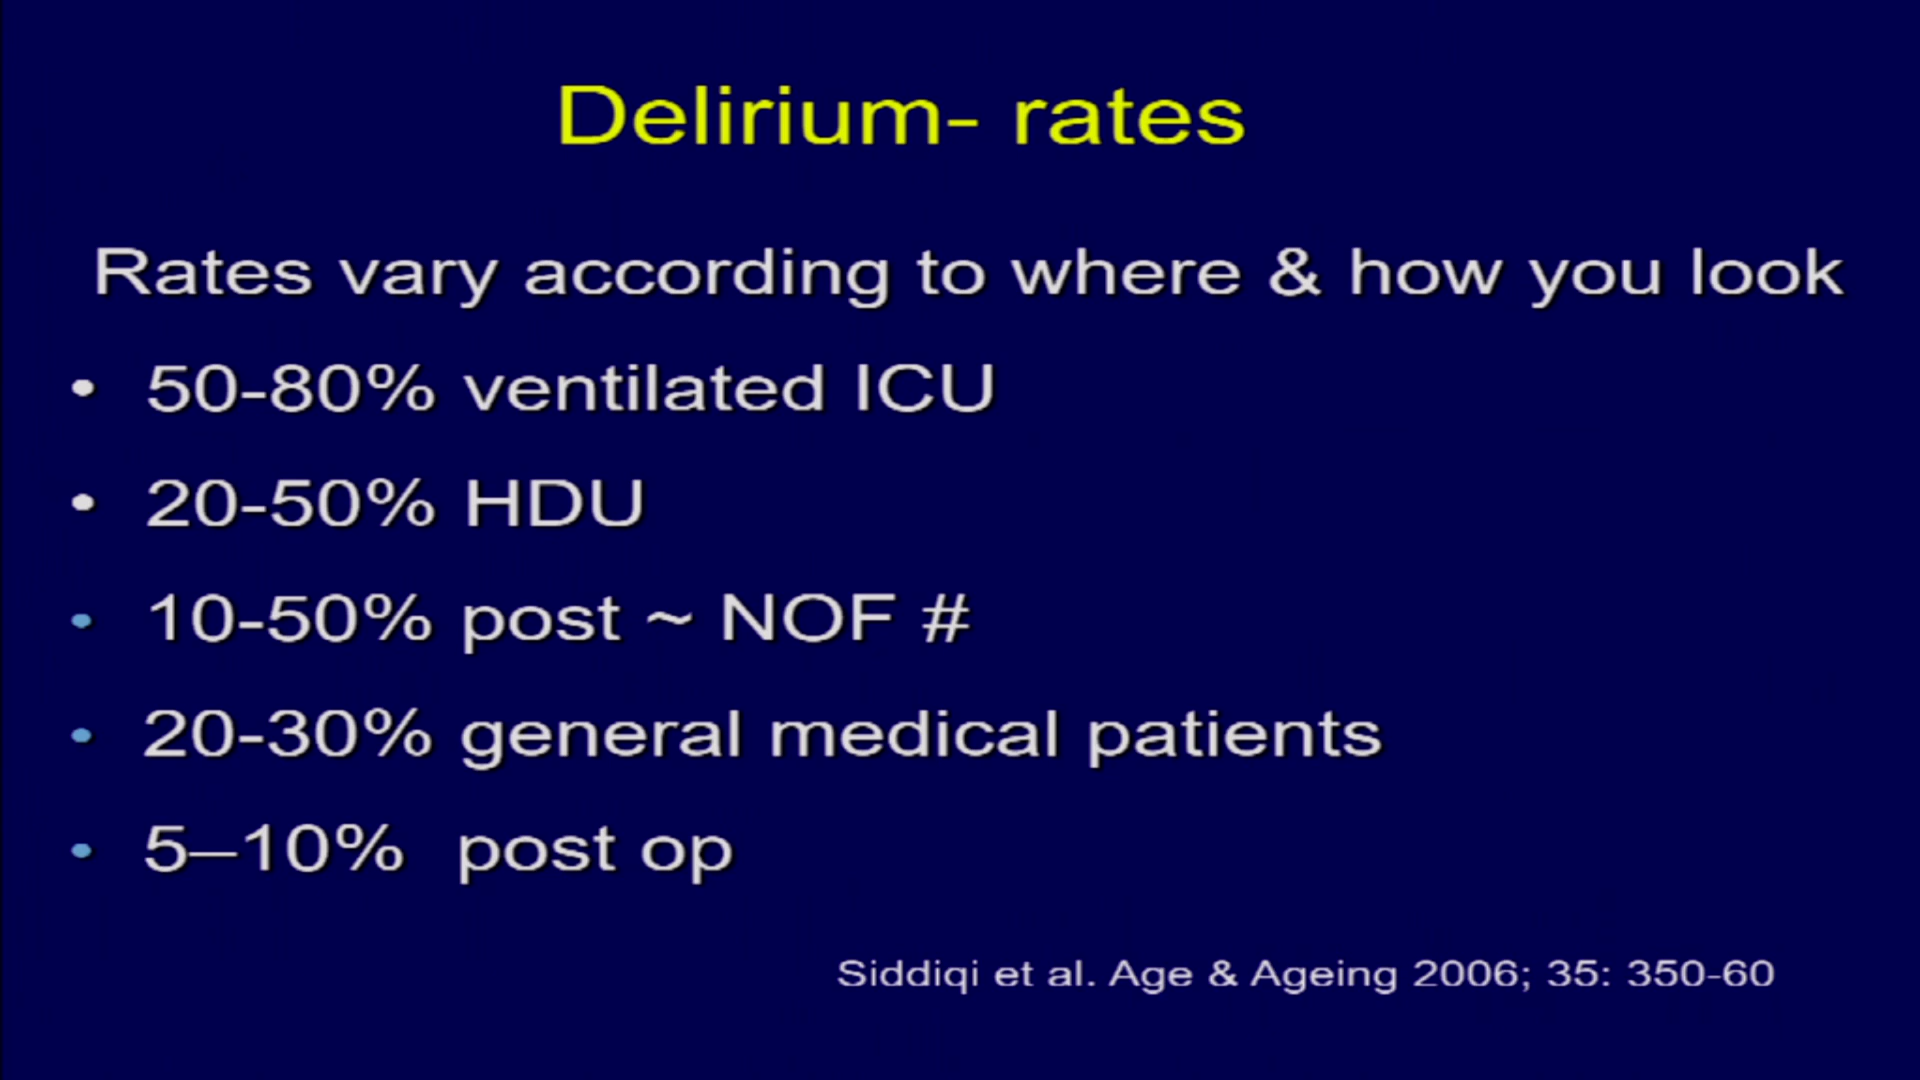 Delirium- rates
Rates vary according to where & how you look
• 50-80% ventilated ICU
• 20-50% HDU
• 10-50% post ~ NOF #
• 20-30% general medical patients
• 5–10% post op
Siddiqi et al. Age & Ageing 2006; 35: 350-60